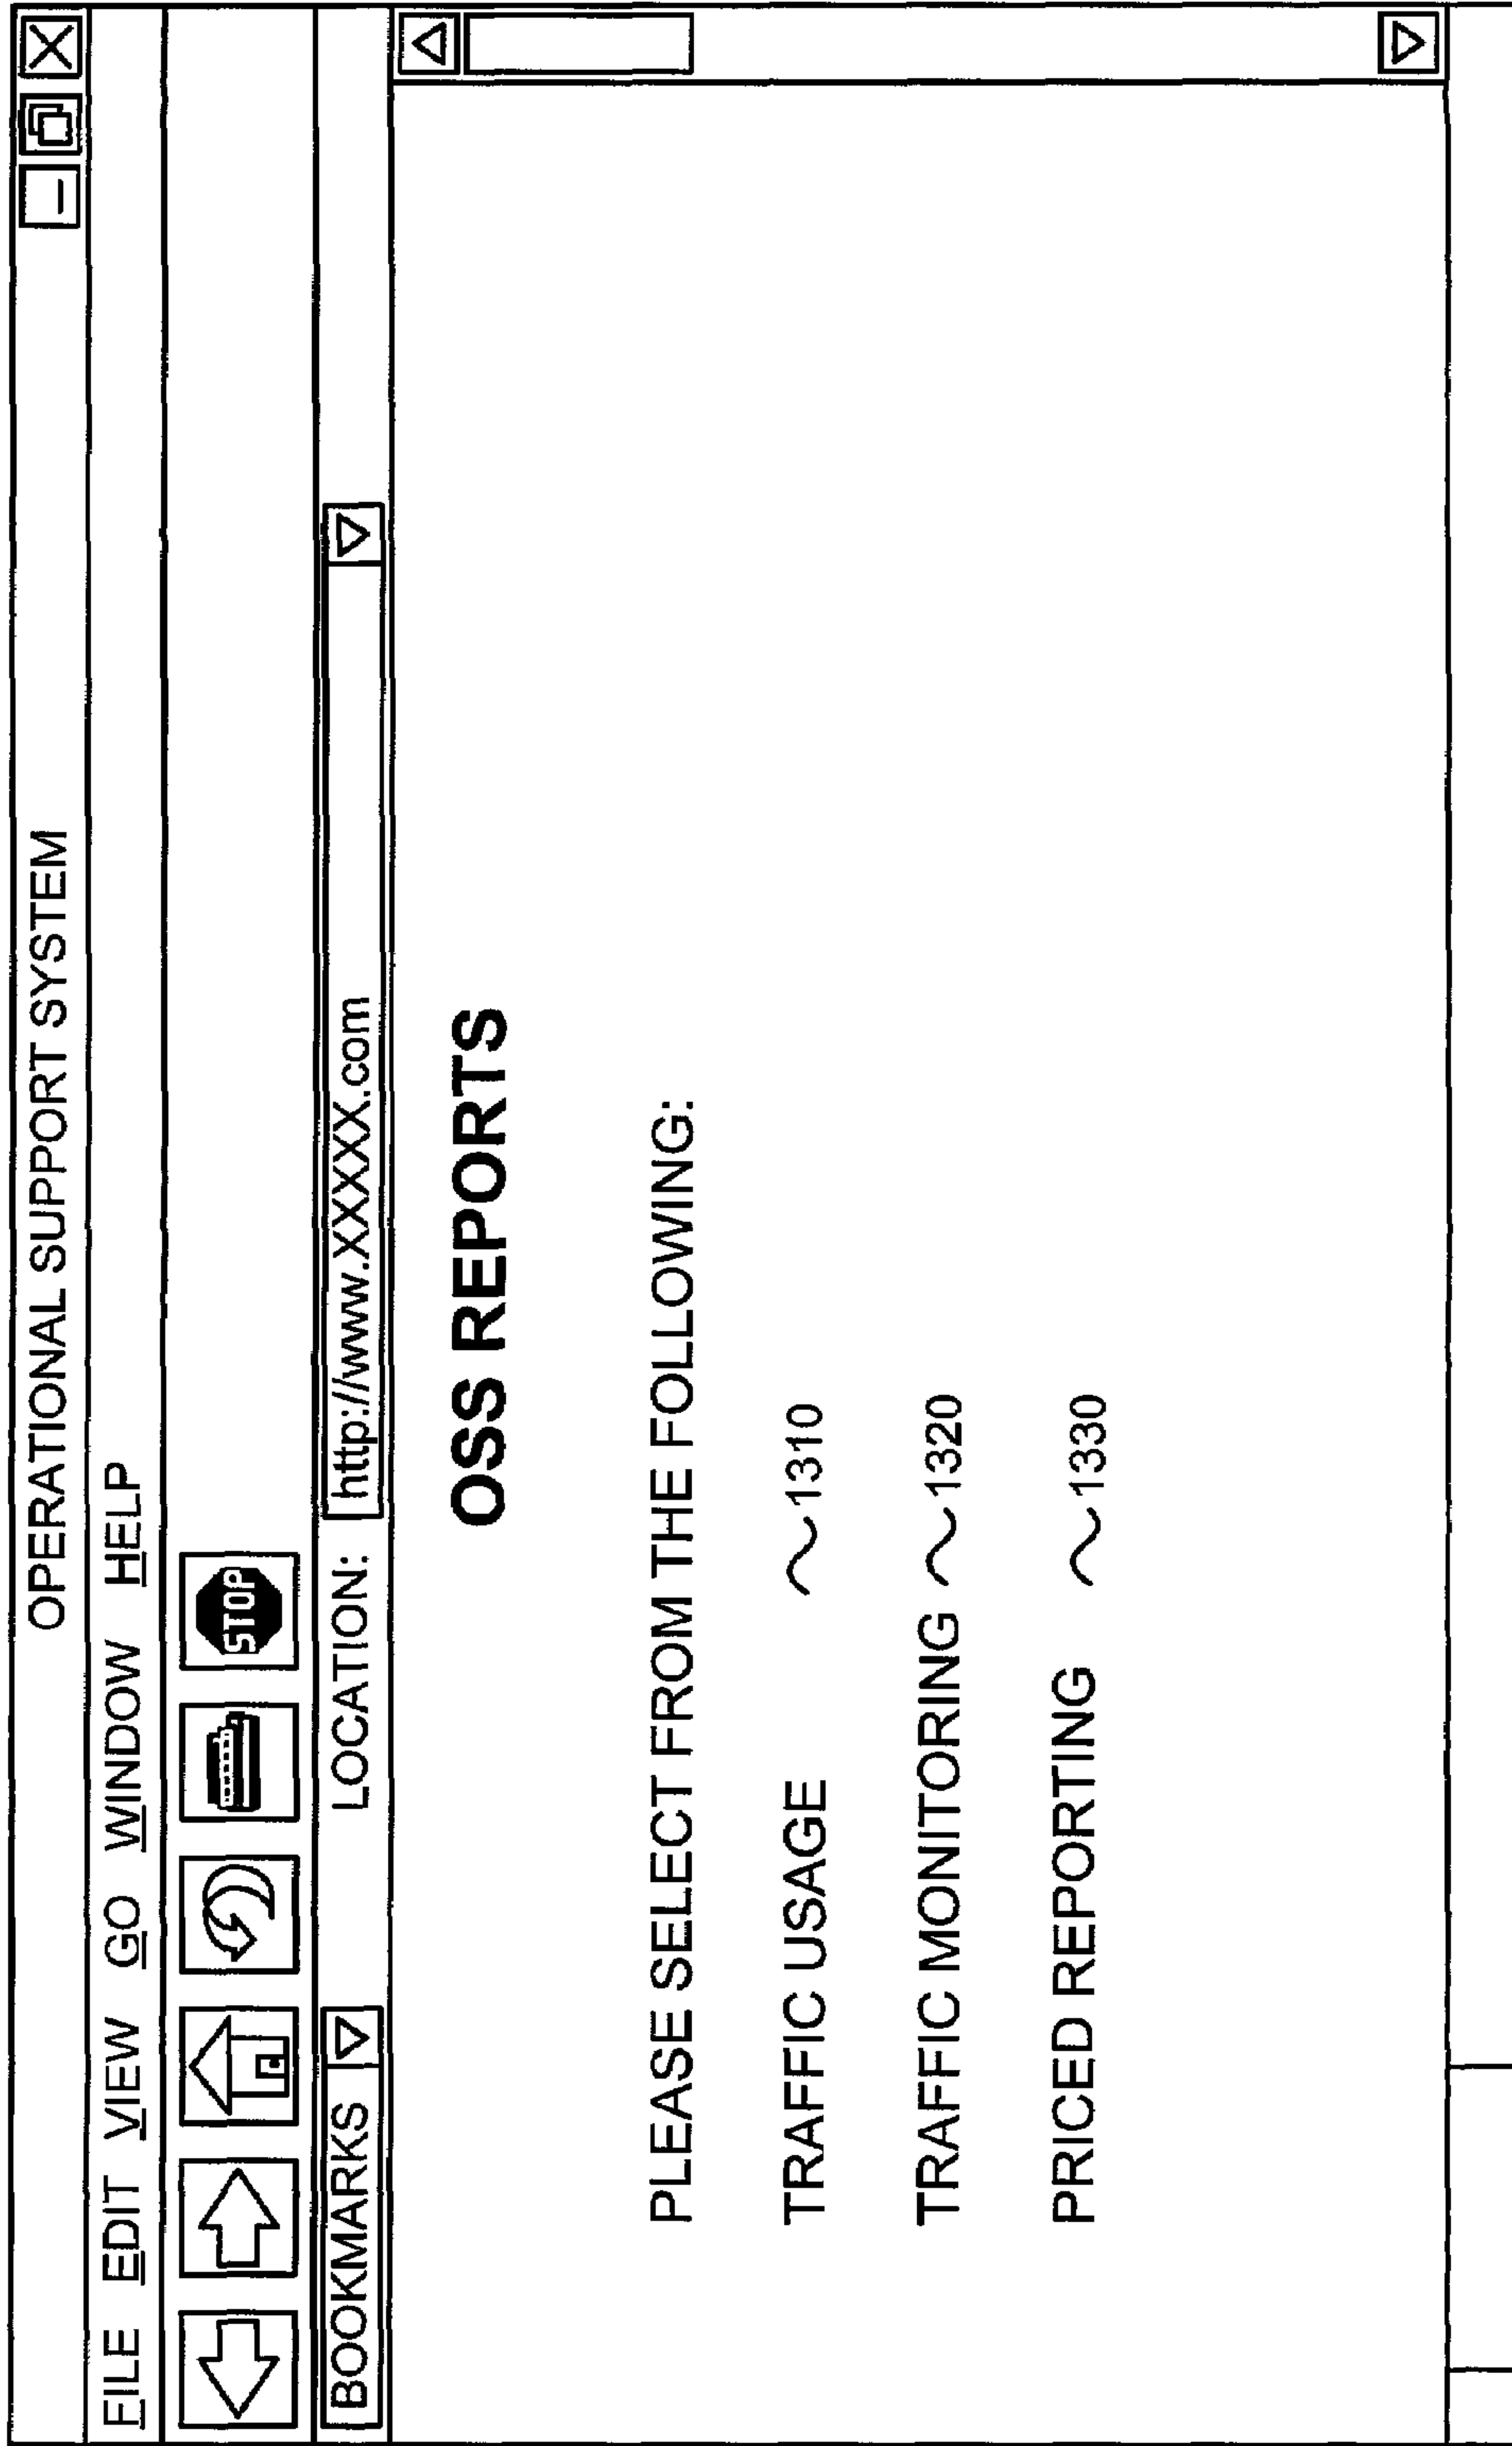 OPERATIONAL SUPPORT SYSTEM
FILE EDIT VIEW GO WINDOW HELP
STOP
BOOKMARKS LOCATION: http://www.XXXXX.com
OSS REPORTS
PLEASE SELECT FROM THE FOLLOWING:
TRAFFIC USAGE 1310
TRAFFIC MONITORING 1320
PRICED REPORTING 1330